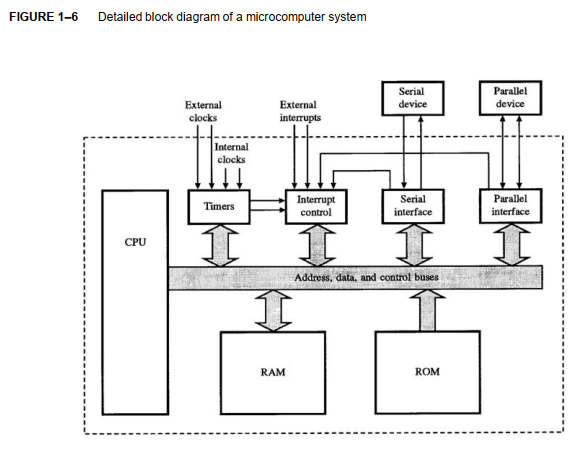 FIGURE 1–6 Detailed block diagram of a microcomputer system
Serial
device
Parallel
device
External
clocks
External
interrupts
Internal
clocks
Timers
Interrupt
control
Serial
interface
Parallel
interface
CPU
Address, data, and control buses
RAM
ROM